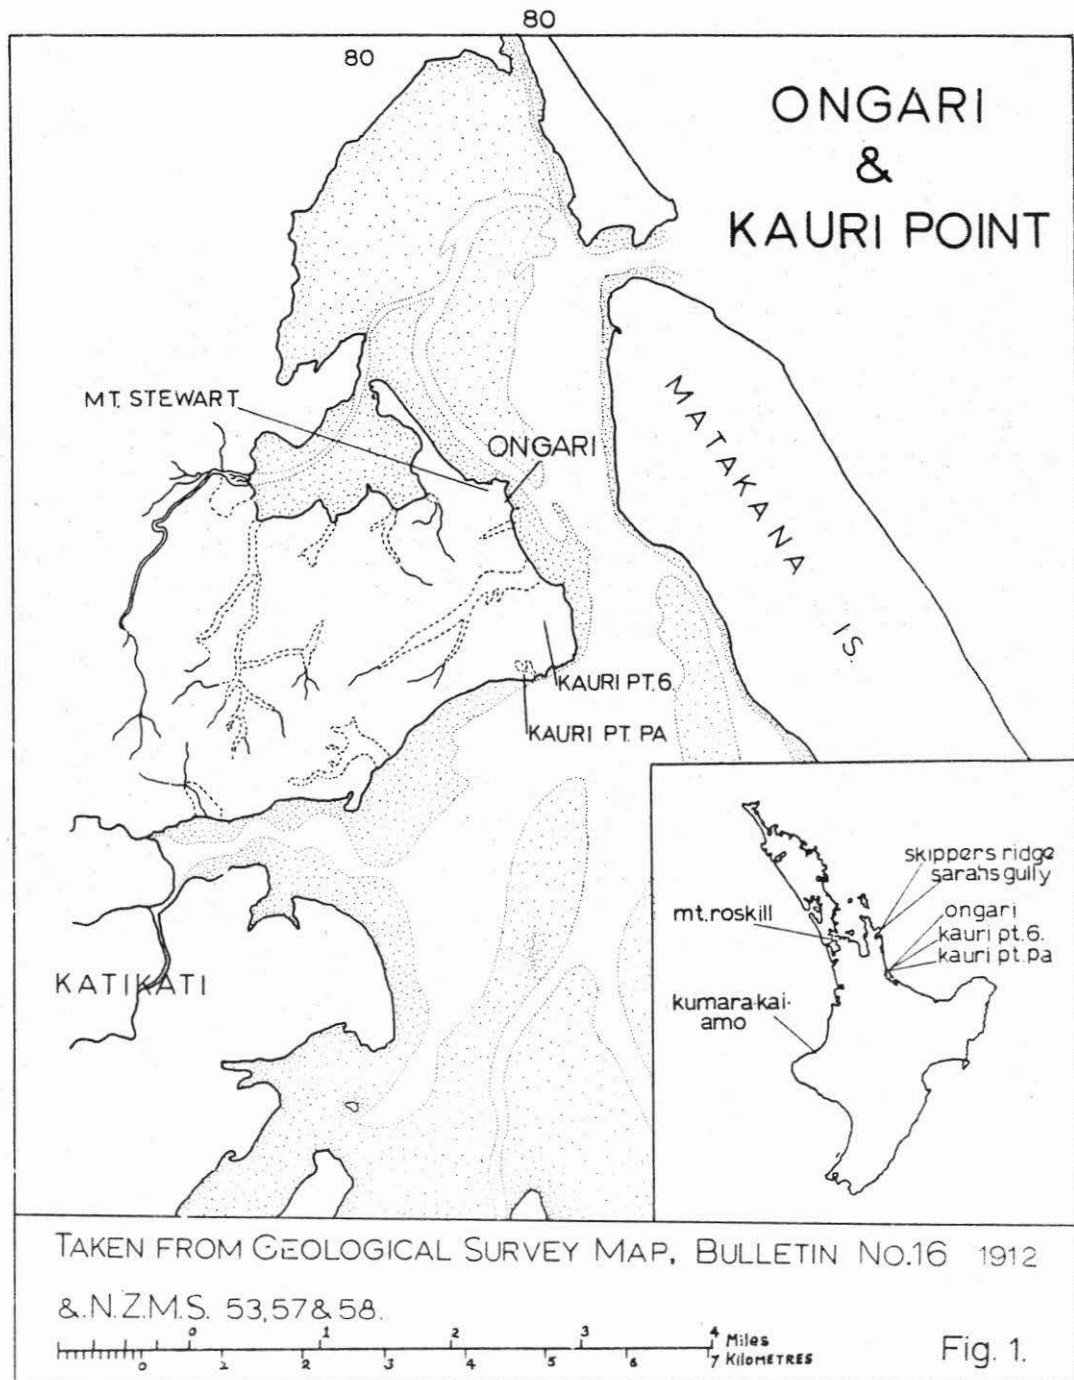 80
80
ONGARI
&
KAURI POINT
MT. STEWART
ONGARI
MATAKANA IS.
KAURI PT.6.
KAURI PT. PA
KATIKATI
skippers ridge
sarahs gully
mt.roskill
ongari
kauri pt.6.
kauri pt.pa
kumara-kai-
amo
TAKEN FROM GEOLOGICAL SURVEY MAP, BULLETIN No.16 1912
& N.Z.M.S. 53,57&58.
0 1 2 3 4 Miles
0 1 2 3 4 5 6 7 KILOMETRES
Fig. 1.